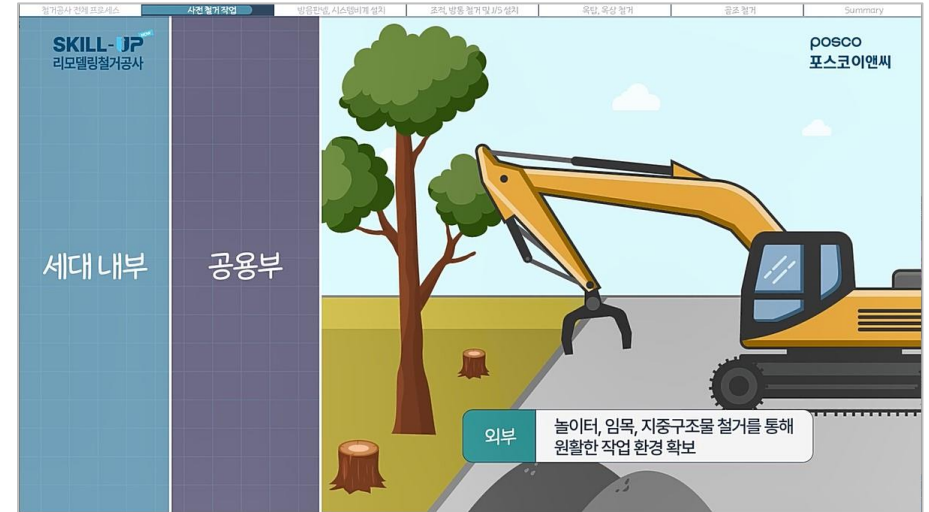 철거공사 전체 프로세스
사전 철거 작업
방음판넬, 시스템비계 설치
조적, 방통 철거 및 J/S 설치
옥탑, 옥상 철거
골조 철거
Summary
SKILL-UP
리모델링철거공사
posco
포스코이앤씨
세대 내부
공용부
외부
놀이터, 임목, 지중구조물 철거를 통해
원활한 작업 환경 확보